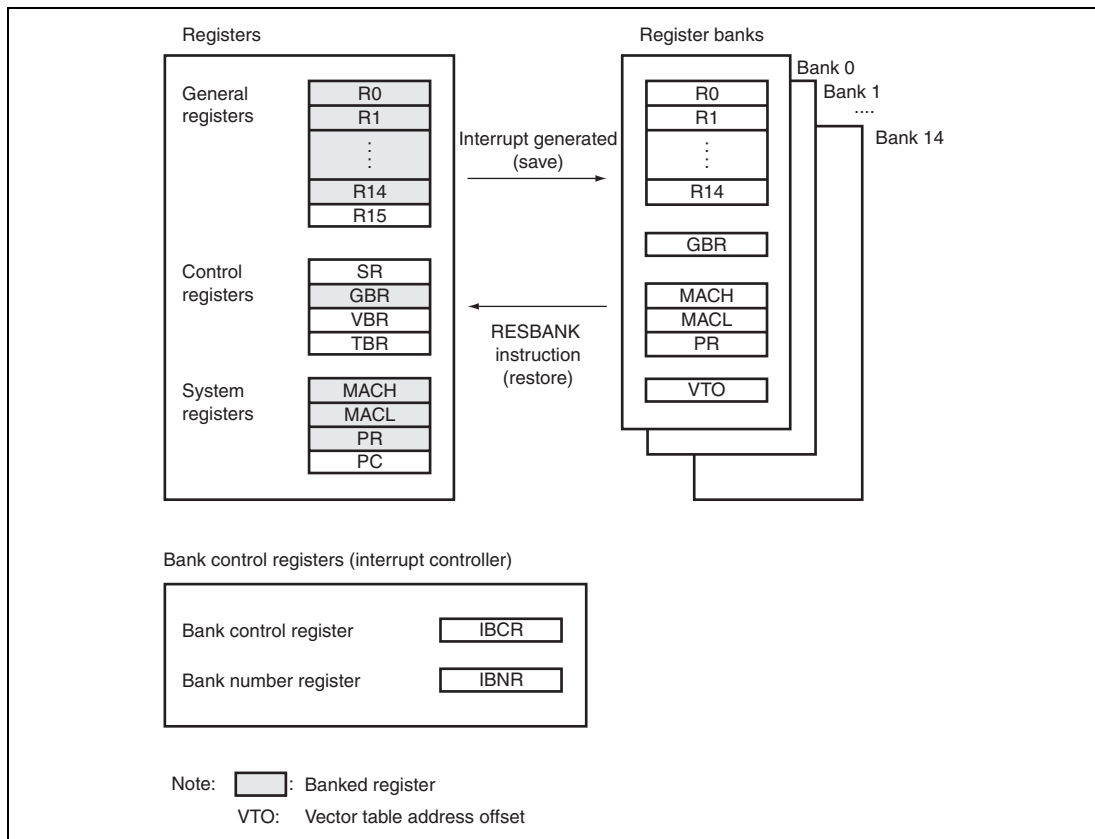 Registers
General
registers
R0
R1
R14
R15
Control
registers
SR
GBR
VBR
TBR
System
registers
MACH
MACL
PR
PC
Interrupt generated
(save)
RESBANK
instruction
(restore)
Register banks
Bank 0
Bank 1
....
Bank 14
R0
R1
R14
GBR
MACH
MACL
PR
VTO
Bank control registers (interrupt controller)
Bank control register IBCR
Bank number register IBNR
Note: : Banked register
VTO: Vector table address offset